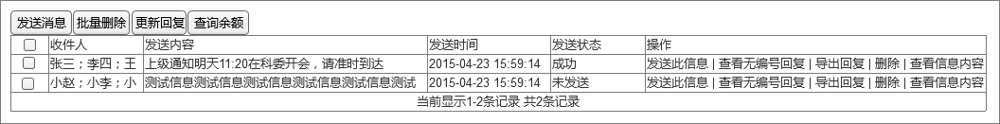 发送消息 批量删除 更新回复 查询余额
收件人 发送内容 发送时间 发送状态 操作
张三；李四；王 上级通知明天11:20在科委开会，请准时到达 2015-04-23 15:59:14 成功 发送此信息 | 查看无编号回复 | 导出回复 | 删除 | 查看信息内容
小赵；小李；小 测试信息测试信息测试信息测试信息测试信息测试 2015-04-23 15:59:14 未发送 发送此信息 | 查看无编号回复 | 导出回复 | 删除 | 查看信息内容
当前显示1-2条记录 共2条记录